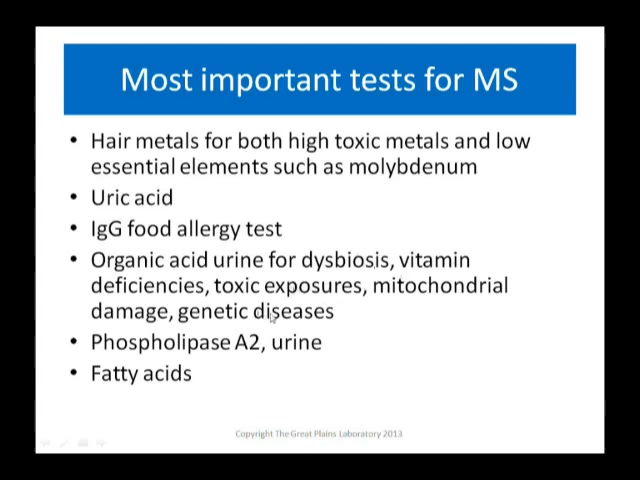 Most important tests for MS
• Hair metals for both high toxic metals and low
essential elements such as molybdenum
• Uric acid
• IgG food allergy test
• Organic acid urine for dysbiosis, vitamin
deficiencies, toxic exposures, mitochondrial
damage, genetic diseases
• Phospholipase A2, urine
• Fatty acids
Copyright The Great Plains Laboratory 2013